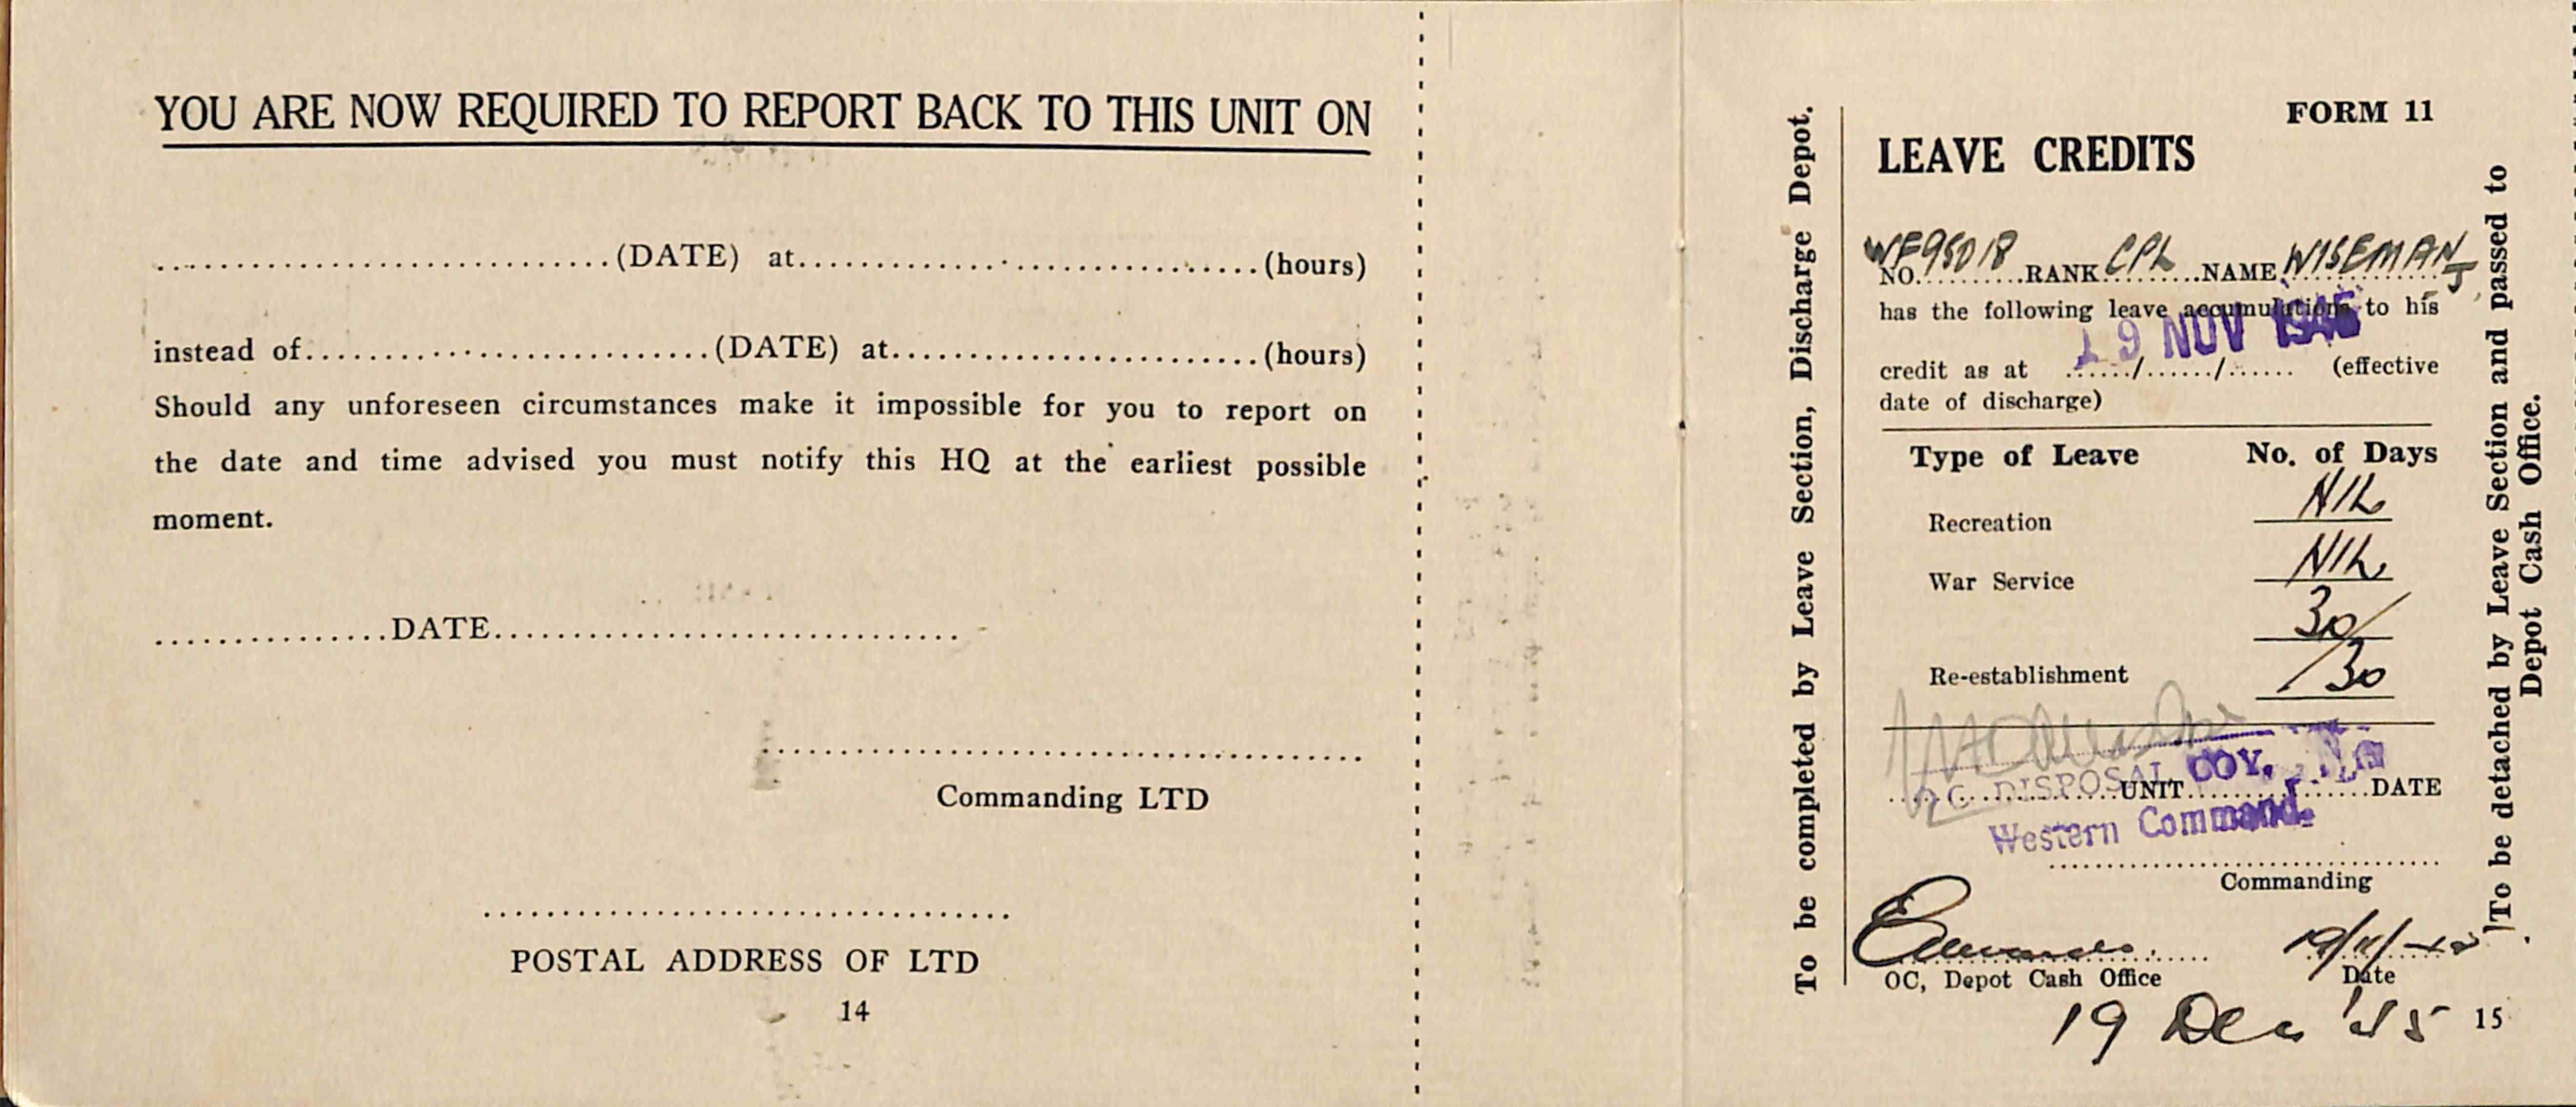 YOU ARE NOW REQUIRED TO REPORT BACK TO THIS UNIT ON
..............................(DATE) at..............................(hours)
instead of..........................(DATE) at........................(hours)
Should any unforeseen circumstances make it impossible for you to report on
the date and time advised you must notify this HQ at the earliest possible
moment.
...............DATE..............................
Commanding LTD
POSTAL ADDRESS OF LTD
14
To be completed by Leave Section, Discharge Depot.
FORM 11
LEAVE CREDITS
NO. WF95018 RANK CPL NAME WISEMAN J
has the following leave accumulations to his
19 NOV 1945
credit as at ....../....../...... (effective
date of discharge)
Type of Leave No. of Days
Recreation NIL
War Service NIL
30/
Re-establishment /30
OC DISPOSAL COY.
..........UNIT..........DATE
Western Command.
Commanding
Edwards. 19/11/45
OC, Depot Cash Office Date
19 Dec '45
15
To be detached by Leave Section and passed to
Depot Cash Office.